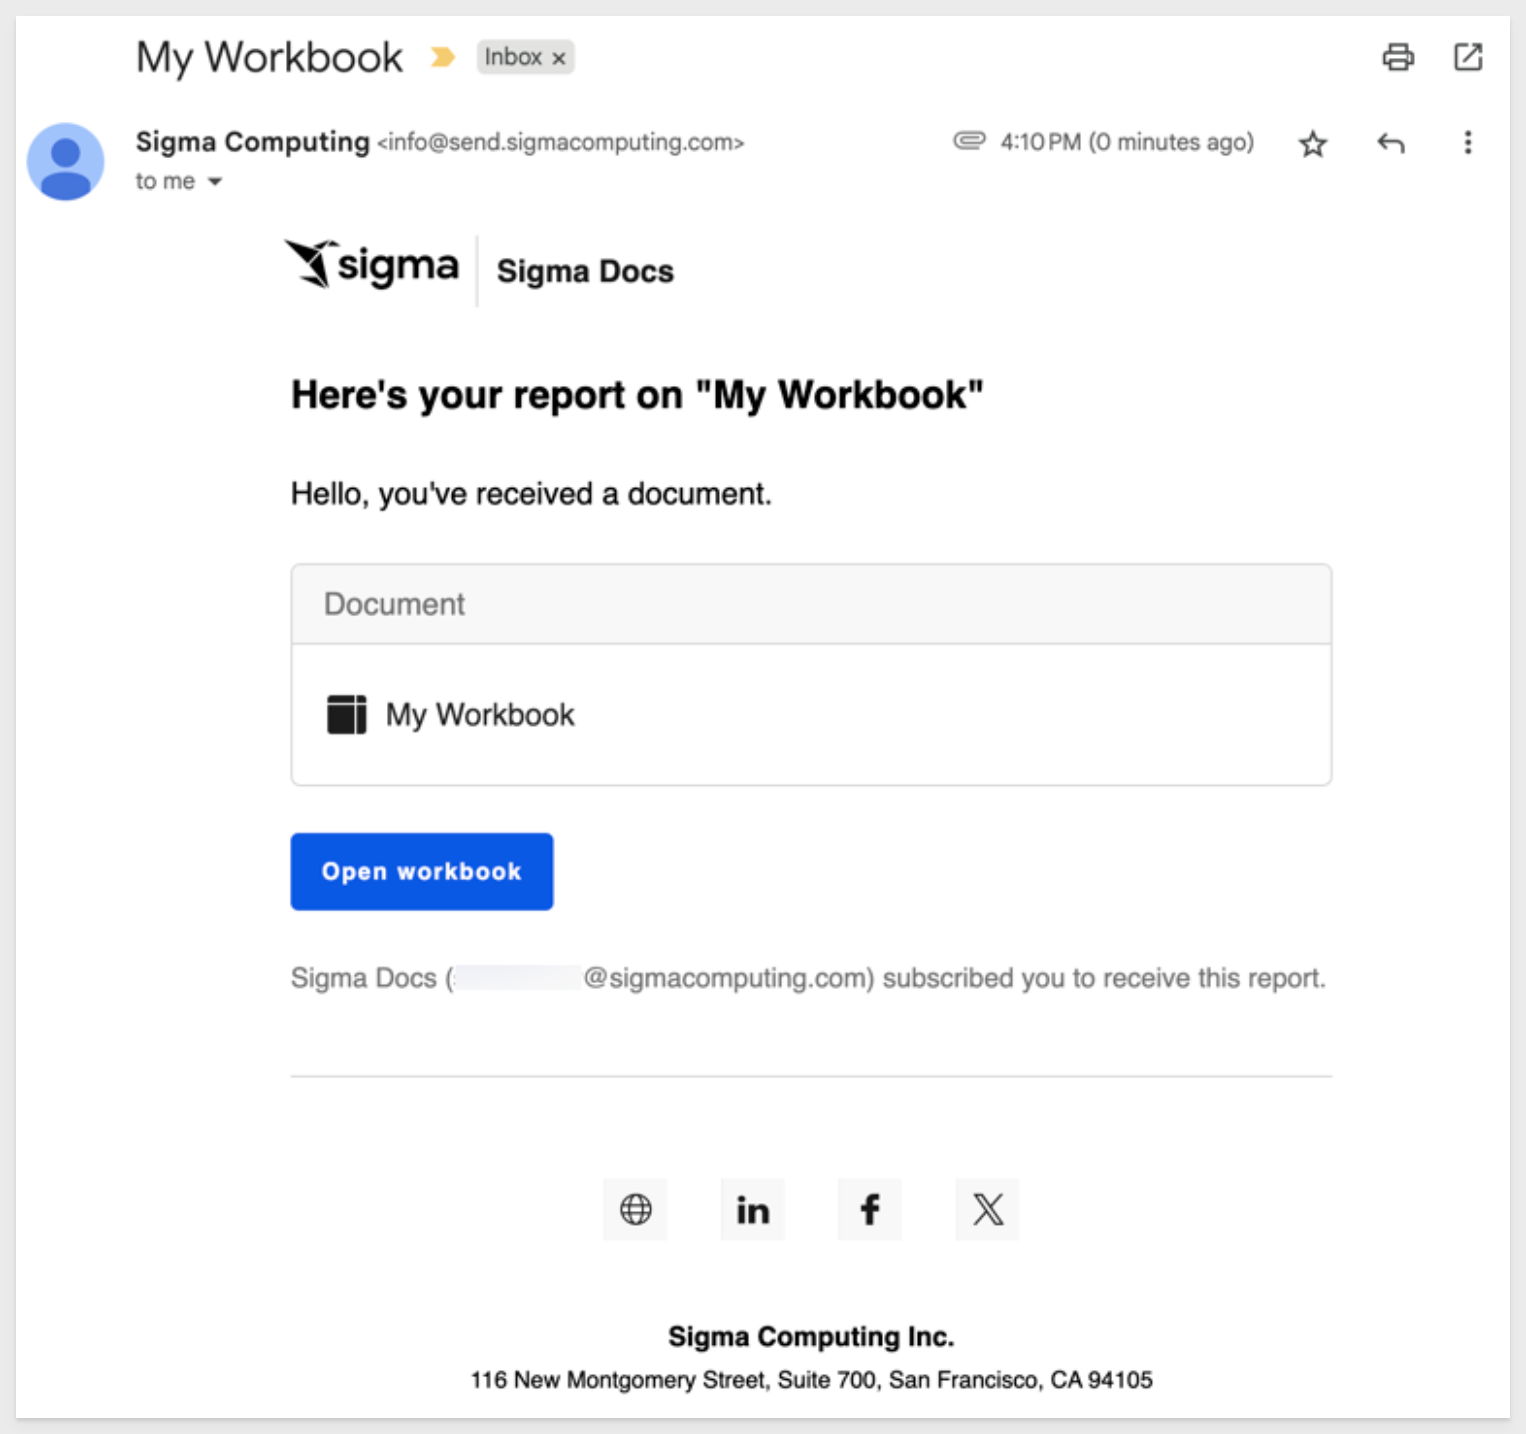 My Workbook Inbox x
Sigma Computing <info@send.sigmacomputing.com> 4:10 PM (0 minutes ago)
to me
sigma Sigma Docs
Here's your report on "My Workbook"
Hello, you've received a document.
Document
My Workbook
Open workbook
Sigma Docs ( @sigmacomputing.com) subscribed you to receive this report.
in f X
Sigma Computing Inc.
116 New Montgomery Street, Suite 700, San Francisco, CA 94105